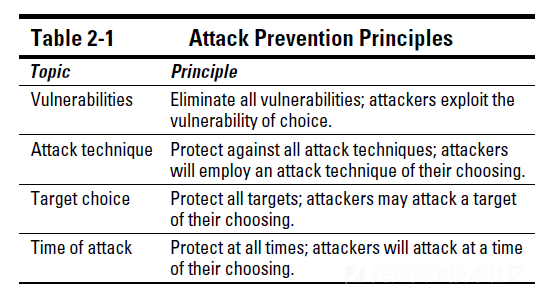 Table 2-1 Attack Prevention Principles
Topic Principle
Vulnerabilities Eliminate all vulnerabilities; attackers exploit the
vulnerability of choice.
Attack technique Protect against all attack techniques; attackers
will employ an attack technique of their choosing.
Target choice Protect all targets; attackers may attack a target
of their choosing.
Time of attack Protect at all times; attackers will attack at a time
of their choosing.